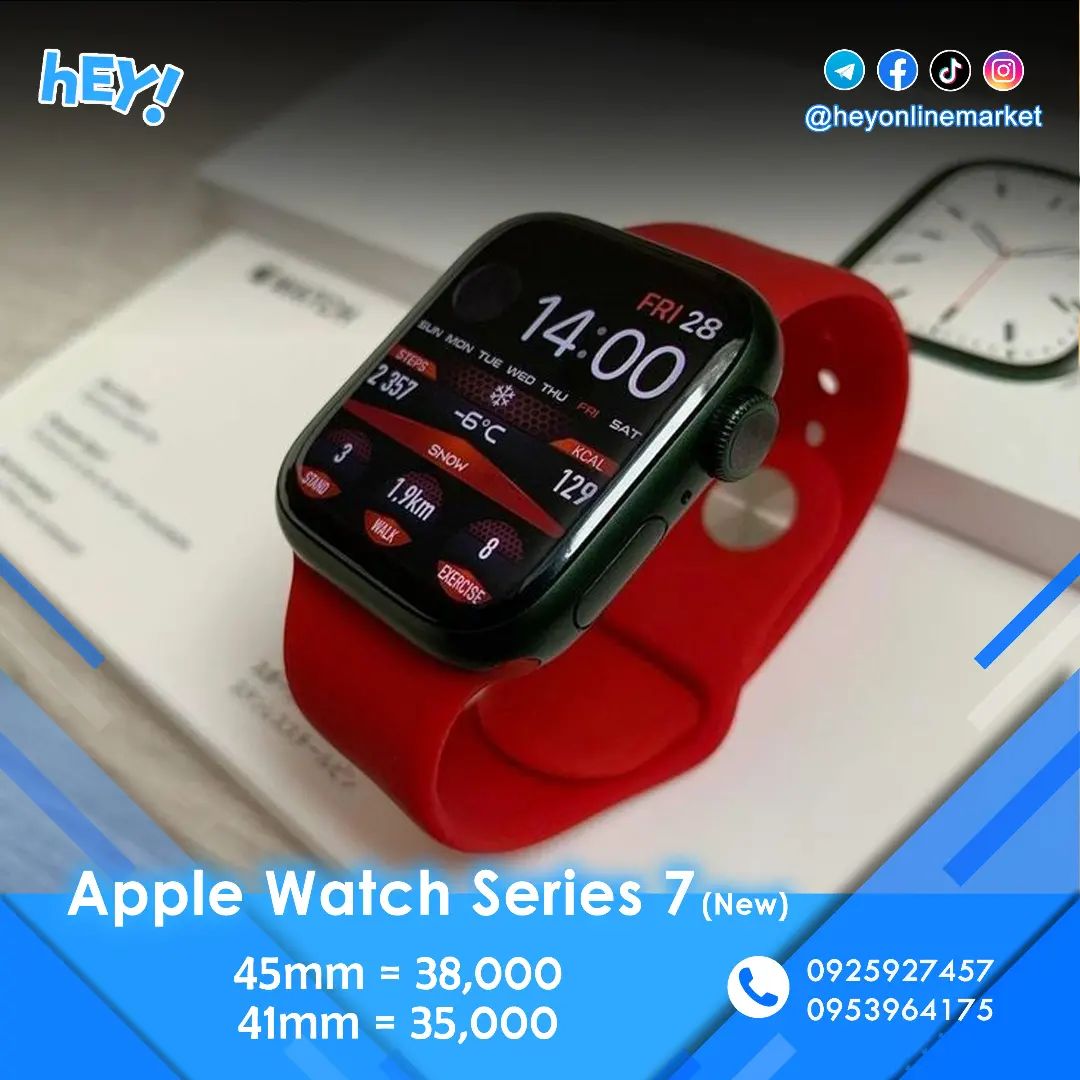 hEY!
@heyonlinemarket
WATCH
FRI 28
14:00
SUN MON TUE WED THU FRI SAT
STEPS
2 357
-6°C
SNOW
KCAL
129
3
STAND
1.9km
WALK
8
EXERCISE
Apple Watch Series 7 (New)
45mm = 38,000
41mm = 35,000
0925927457
0953964175